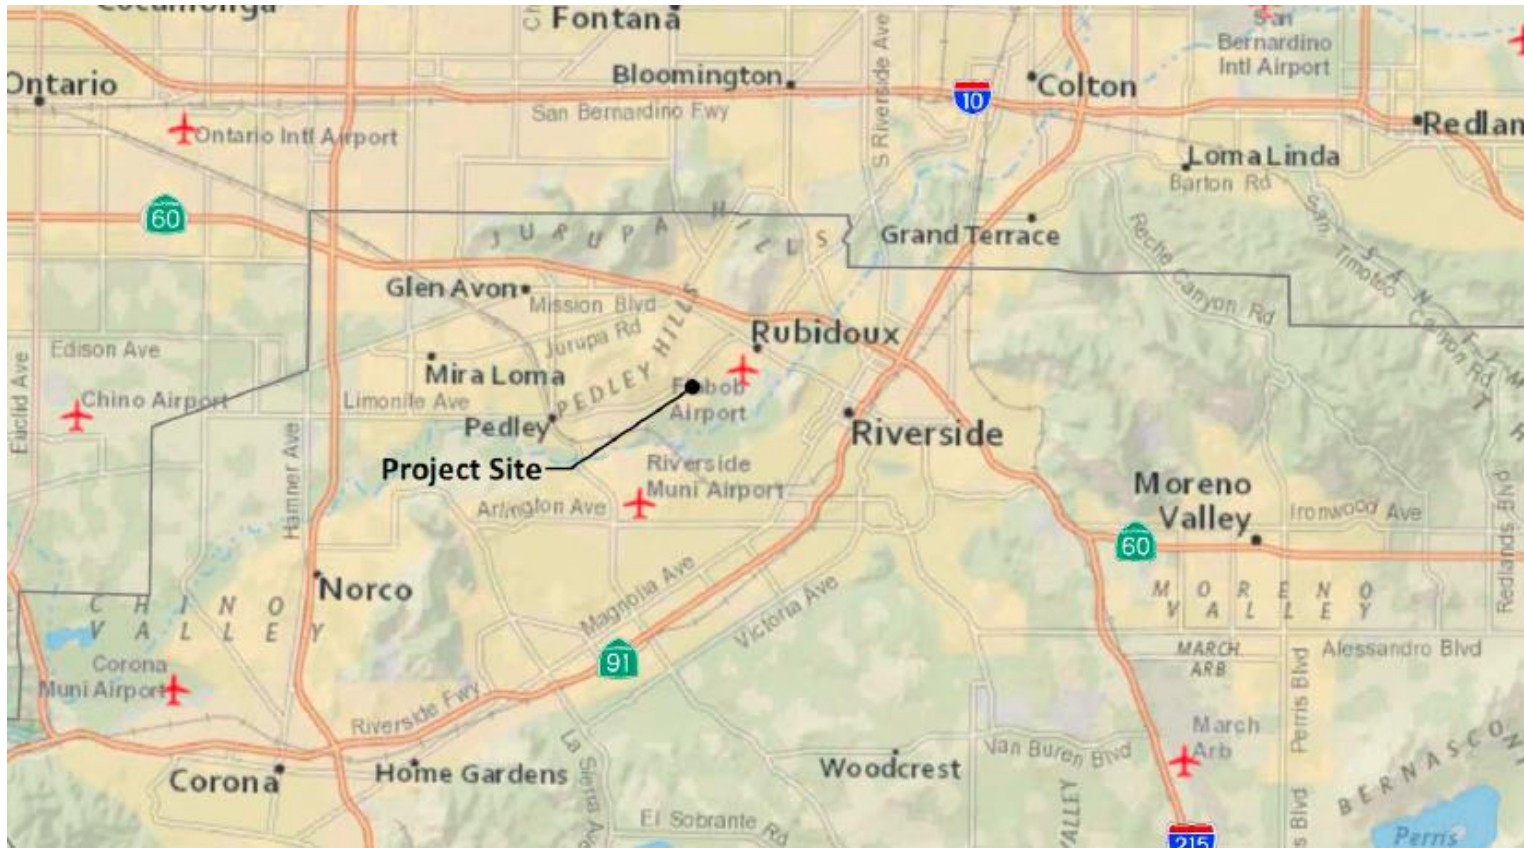 Fontana
Ontario
Bloomington
10
Colton
San
Bernardino
Intl Airport
San Bernardino Fwy
S Riverside Ave
Ontario Intl Airport
Redlan
Loma Linda
Barton Rd
60
JURUPA HILLS
Grand Terrace
Reche Canyon Rd
San Timoteo Canyon Rd
Glen Avon
Mission Blvd
Jurupa Rd
PEDLEY HILLS
Rubidoux
Edison Ave
Euclid Ave
Mira Loma
Chino Airport
Limonite Ave
Airport
Pedley
Riverside
Project Site
Hamner Ave
Riverside
Muni Airport
Arlington Ave
Moreno
Valley
Ironwood Ave
Redlands Blvd
60
Norco
CHINO
VALLEY
Magnolia Ave
Victoria Ave
MORENO
VALLEY
91
MARCH
ARB
Alessandro Blvd
Perris Blvd
Corona
Muni Airport
Riverside Fwy
March
Arb
Van Buren Blvd
La Sierra Ave
Corona
Home Gardens
Woodcrest
El Sobrante Rd
VALLEY
s Blvd
BERNASCON
215
Perris